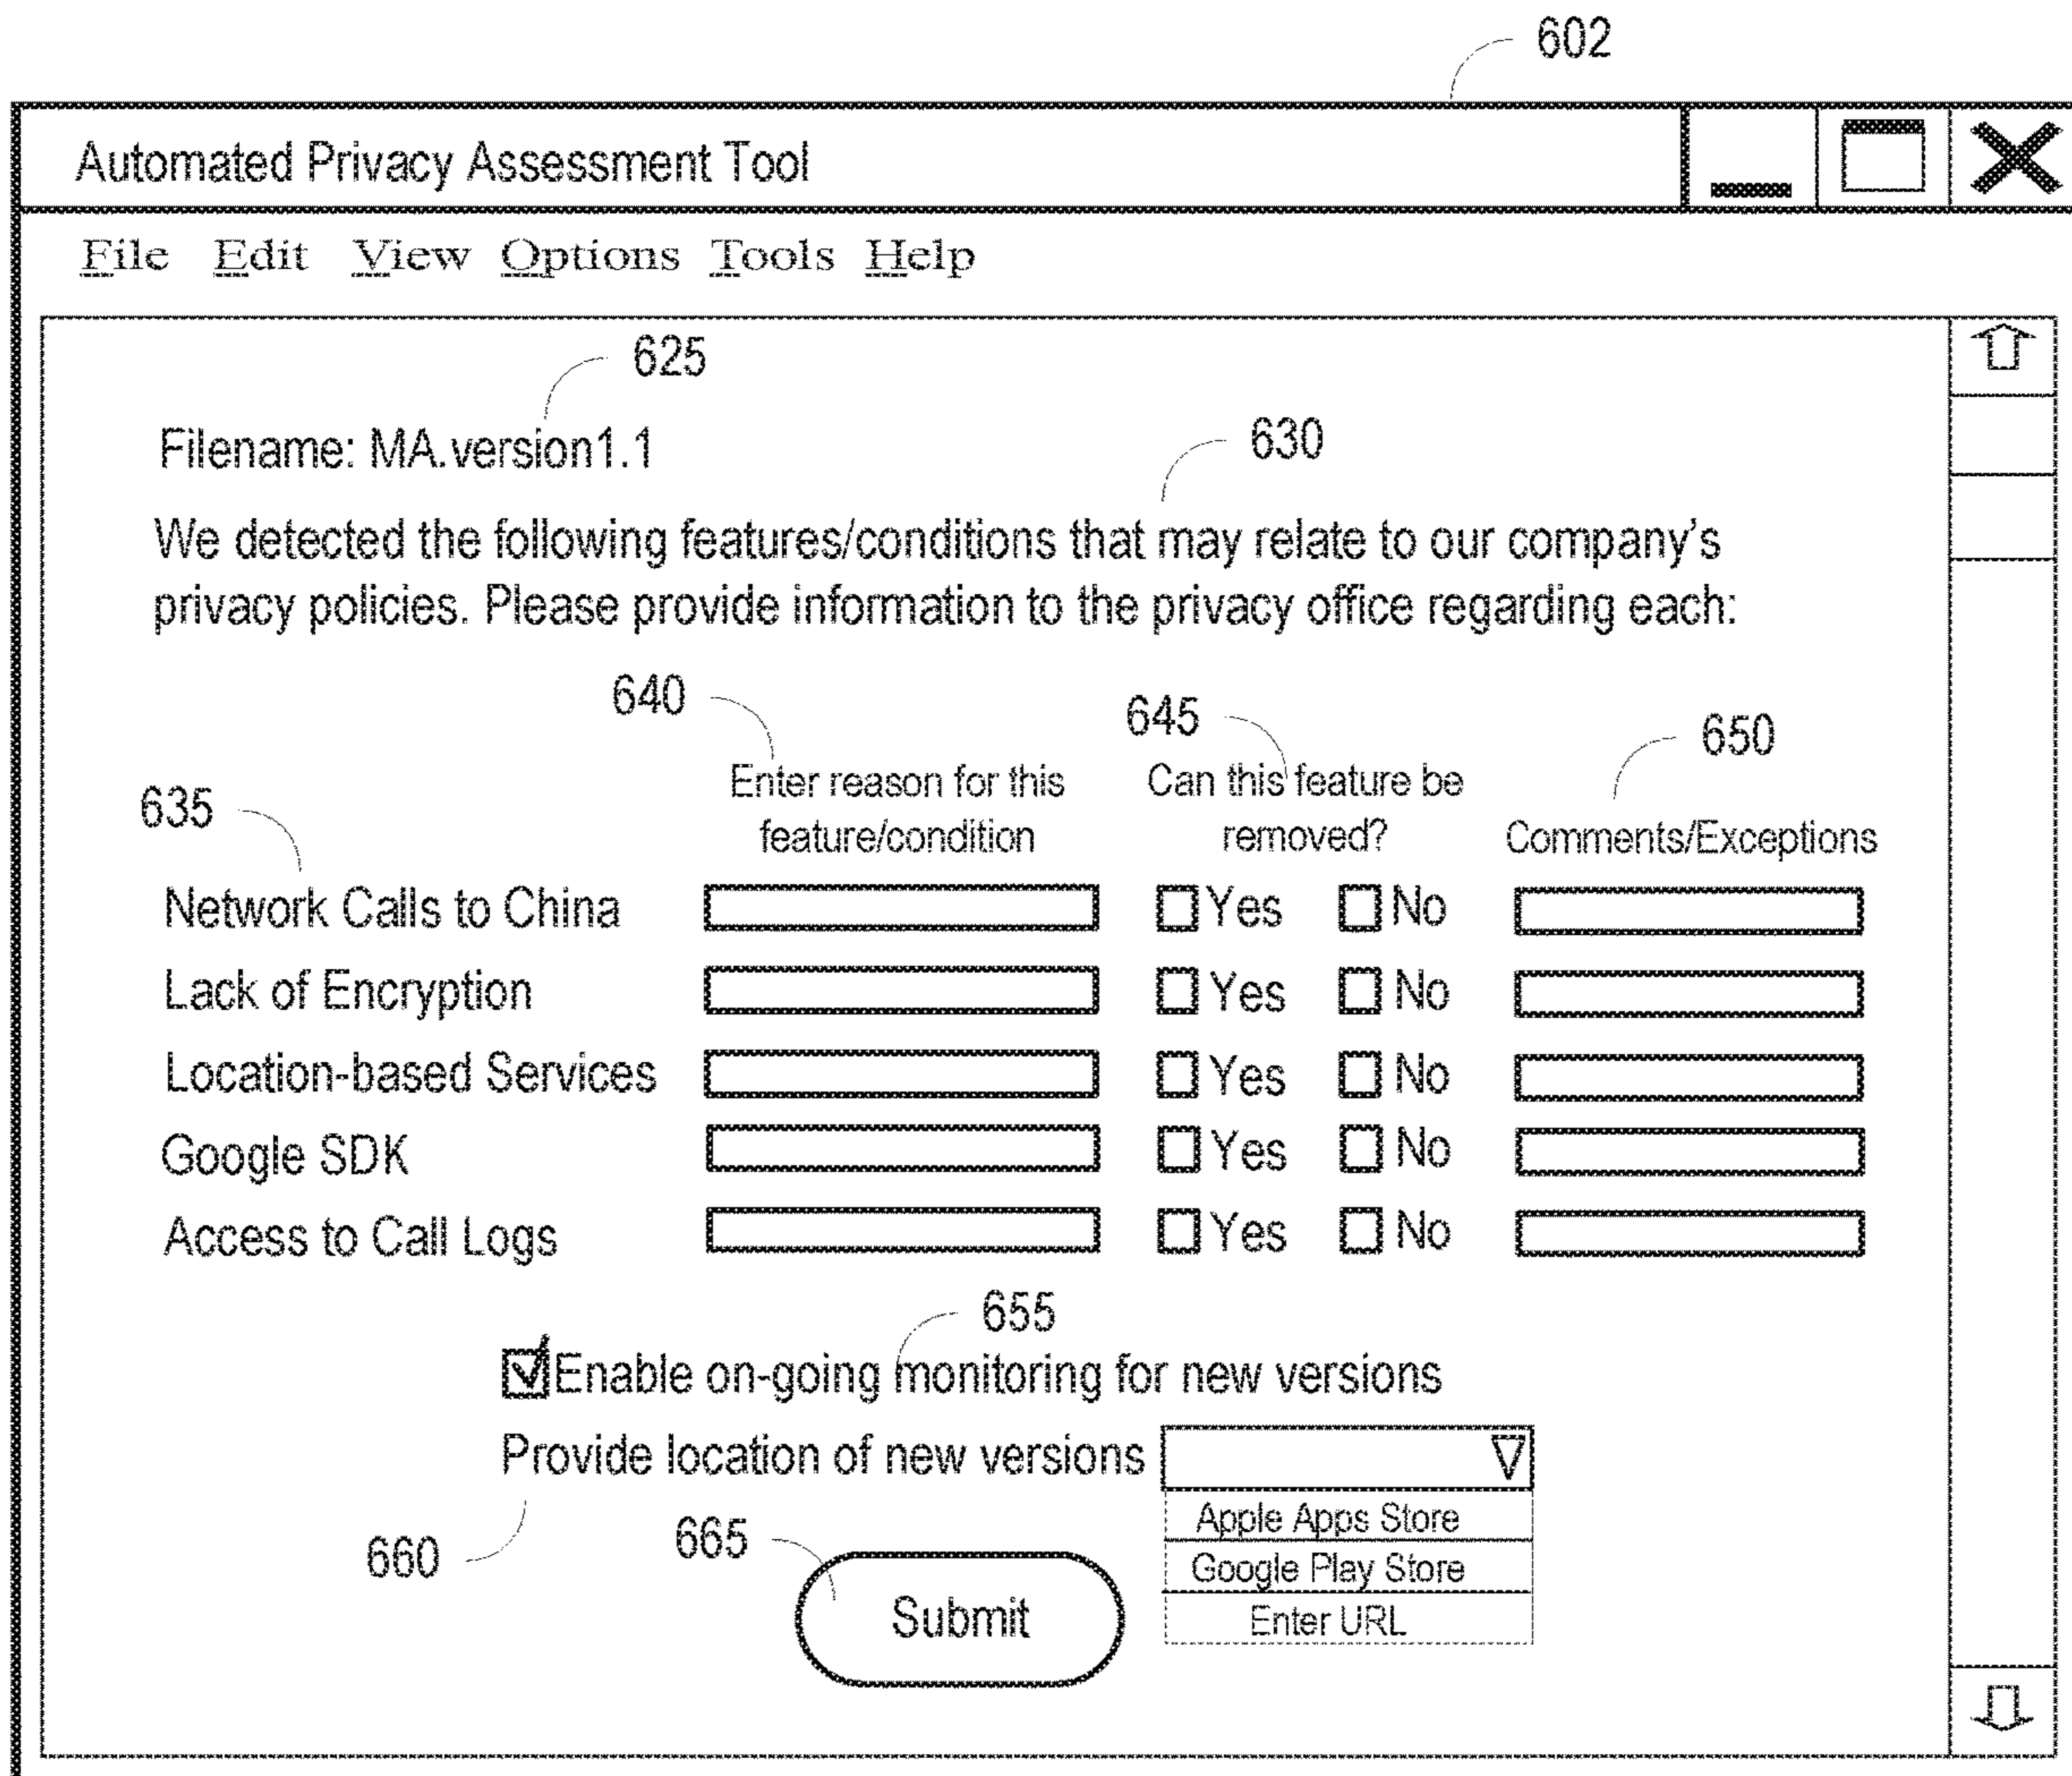 602
Automated Privacy Assessment Tool
File Edit View Options Tools Help
625
Filename: MA.version1.1
630
We detected the following features/conditions that may relate to our company's
privacy policies. Please provide information to the privacy office regarding each:
640 645 650
635
Enter reason for this Can this feature be
feature/condition removed? Comments/Exceptions
Network Calls to China Yes No
Lack of Encryption Yes No
Location-based Services Yes No
Google SDK Yes No
Access to Call Logs Yes No
655
Enable on-going monitoring for new versions
Provide location of new versions
Apple Apps Store
660 665 Google Play Store
Submit Enter URL